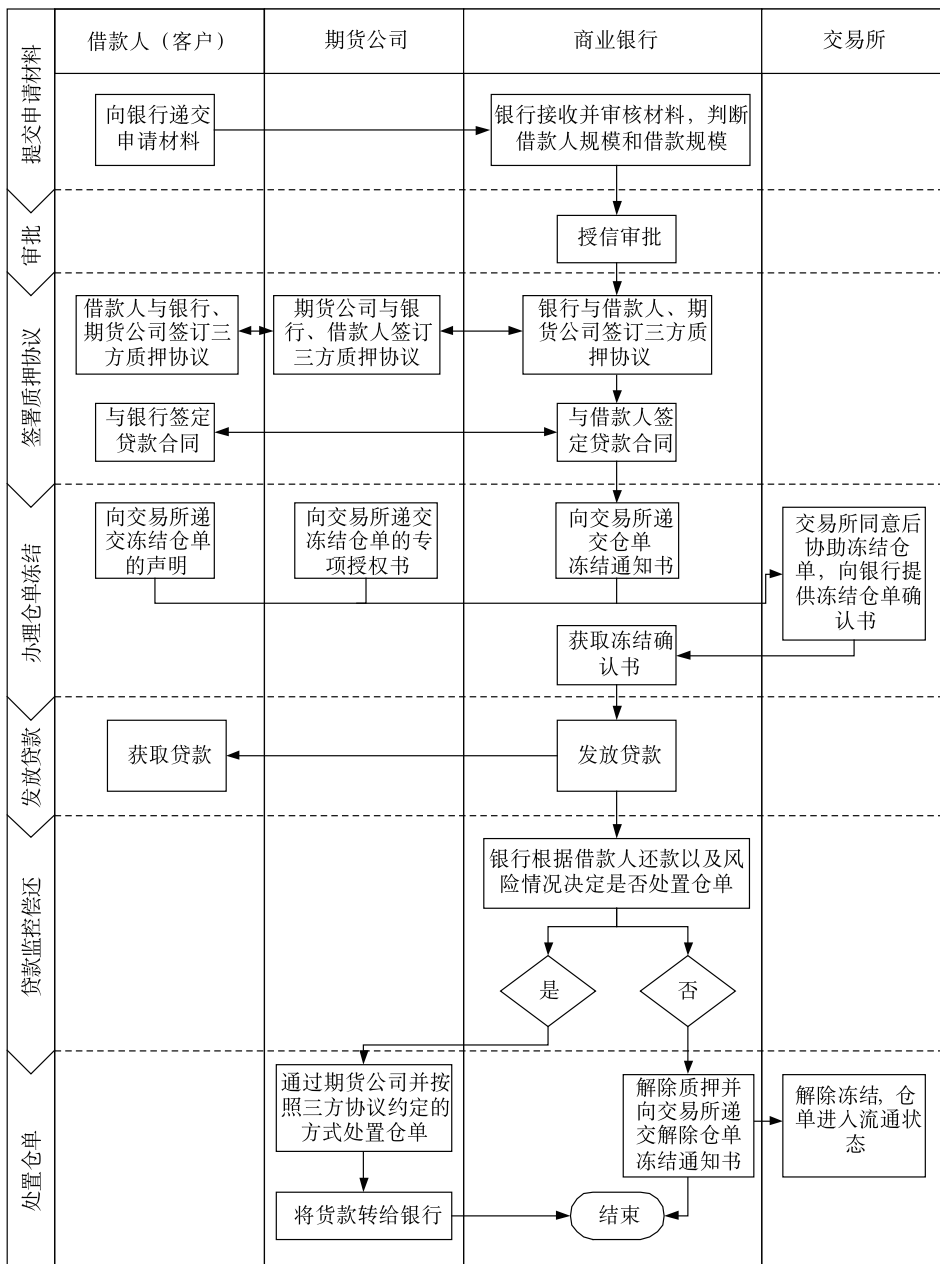 借款人（客户）
期货公司
商业银行
交易所
提交申请材料
向银行递交
申请材料
银行接收并审核材料，判断
借款人规模和借款规模
审批
授信审批
签署质押协议
借款人与银行、
期货公司签订三
方质押协议
期货公司与银
行、借款人签订
三方质押协议
银行与借款人、期
货公司签订三方质
押协议
与银行签定
贷款合同
与借款人签
定贷款合同
办理仓单冻结
向交易所递
交冻结仓单
的声明
向交易所递交
冻结仓单的专
项授权书
向交易所递
交仓单
冻结通知书
交易所同意后
协助冻结仓
单，向银行提
供冻结仓单确
认书
获取冻结确
认书
发放贷款
获取贷款
发放贷款
贷款监控偿还
银行根据借款人还款以及风
险情况决定是否处置仓单
是
否
处置仓单
通过期货公司并按
照三方协议约定的
方式处置仓单
解除质押并
向交易所递
交解除仓单
冻结通知书
解除冻结，仓
单进入流通状
态
将货款转给银行
结束